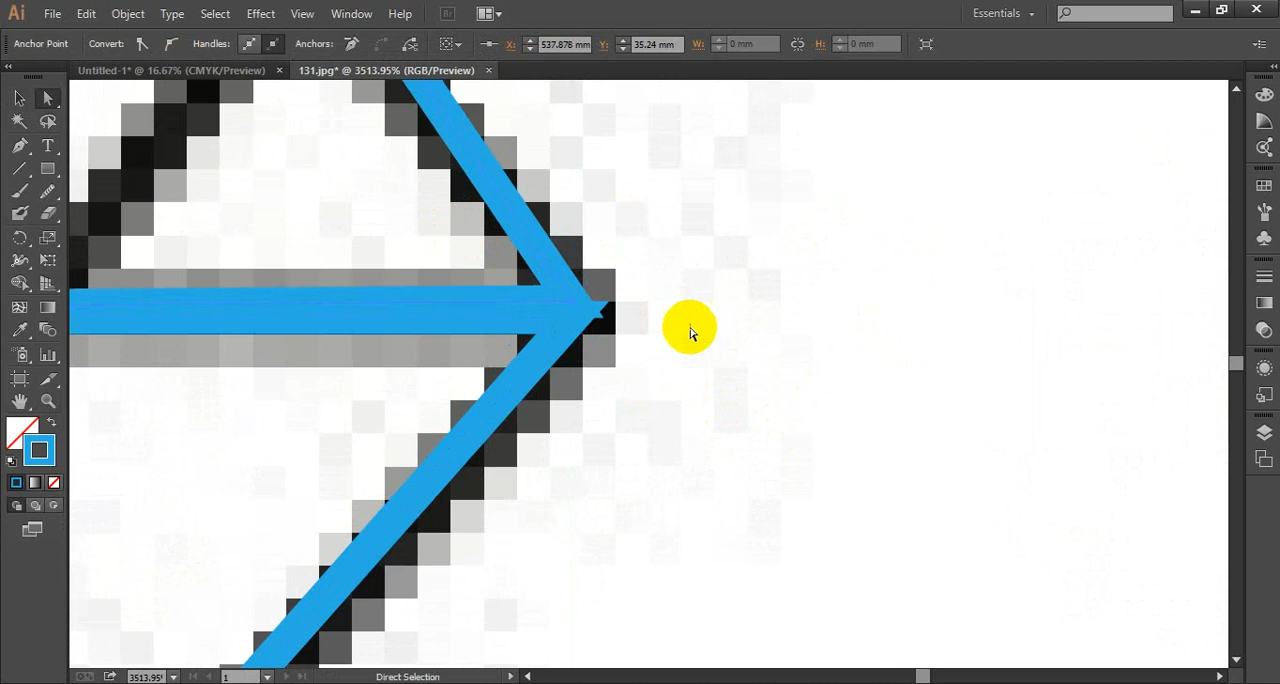 Ai File Edit Object Type Select Effect View Window Help Br Essentials
Anchor Point Convert: Handles: Anchors: X: 537.878 mm Y: 35.24 mm W: 0 mm H: 0 mm
Untitled-1* @ 16.67% (CMYK/Preview) × 131.jpg* @ 3513.95% (RGB/Preview) ×
T
3513.95% 1 Direct Selection